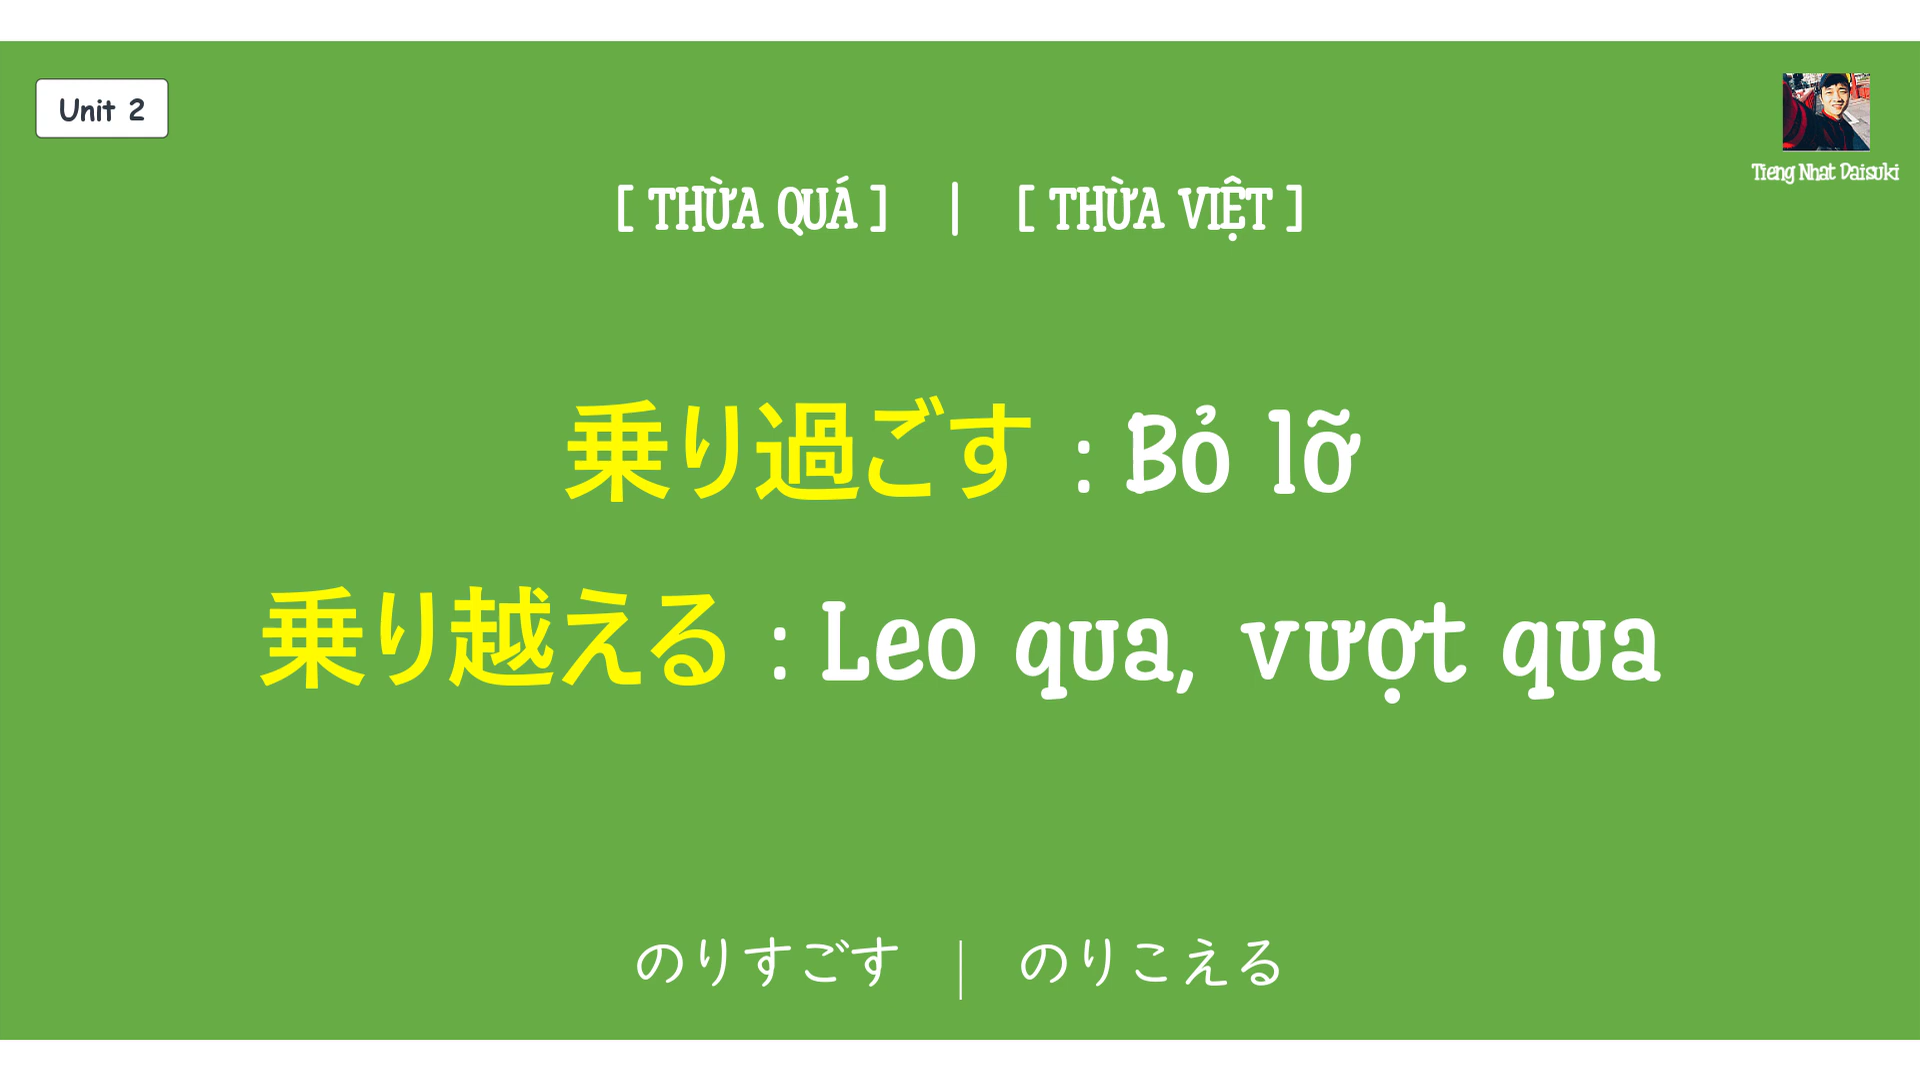 Unit 2
Tieng Nhat Daisuki
[ THỪA QUÁ ] | [ THỪA VIỆT ]
乗り過ごす : Bỏ lỡ
乗り越える : Leo qua, vượt qua
のりすごす | のりこえる